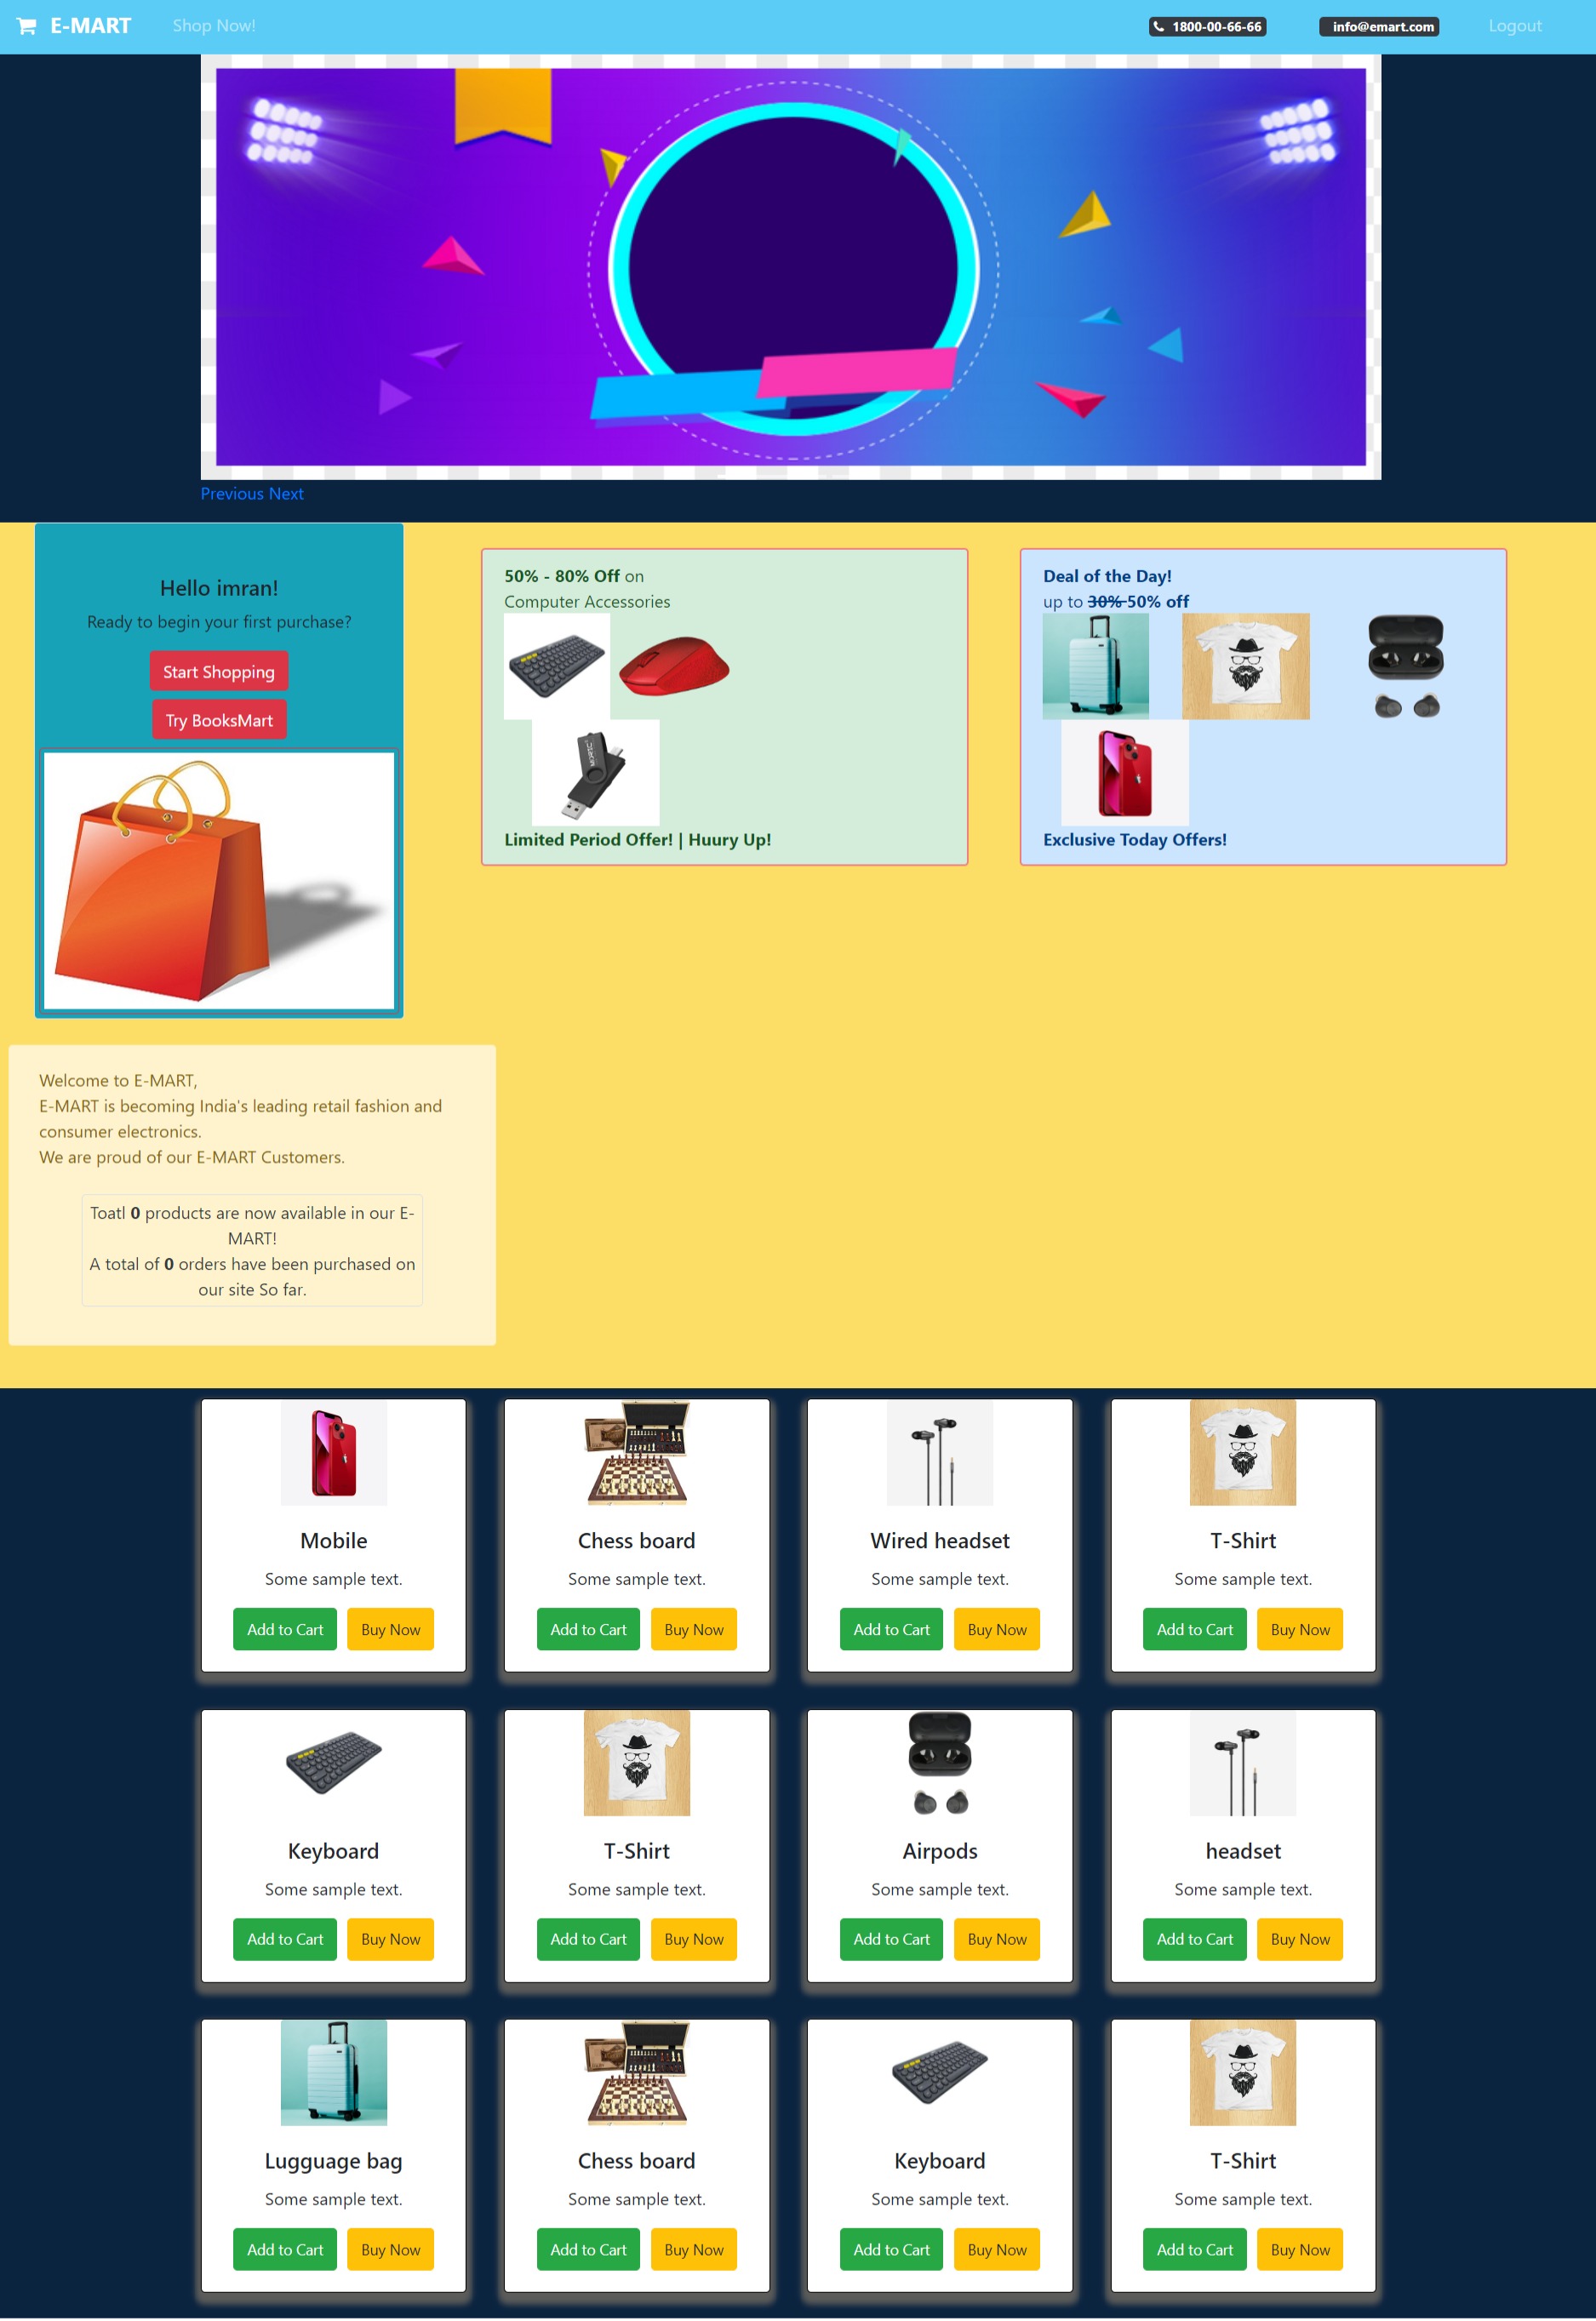 E-MART Shop Now! 1800-00-66-66 info@emart.com Logout
Previous Next
Hello imran!
Ready to begin your first purchase?
Start Shopping
Try BooksMart
50% - 80% Off on
Computer Accessories
Limited Period Offer! | Huury Up!
Deal of the Day!
up to 30% 50% off
Exclusive Today Offers!
Welcome to E-MART,
E-MART is becoming India's leading retail fashion and
consumer electronics.
We are proud of our E-MART Customers.
Toatl 0 products are now available in our E-
MART!
A total of 0 orders have been purchased on
our site So far.
Mobile
Some sample text.
Add to Cart Buy Now
Chess board
Some sample text.
Add to Cart Buy Now
Wired headset
Some sample text.
Add to Cart Buy Now
T-Shirt
Some sample text.
Add to Cart Buy Now
Keyboard
Some sample text.
Add to Cart Buy Now
T-Shirt
Some sample text.
Add to Cart Buy Now
Airpods
Some sample text.
Add to Cart Buy Now
headset
Some sample text.
Add to Cart Buy Now
Lugguage bag
Some sample text.
Add to Cart Buy Now
Chess board
Some sample text.
Add to Cart Buy Now
Keyboard
Some sample text.
Add to Cart Buy Now
T-Shirt
Some sample text.
Add to Cart Buy Now